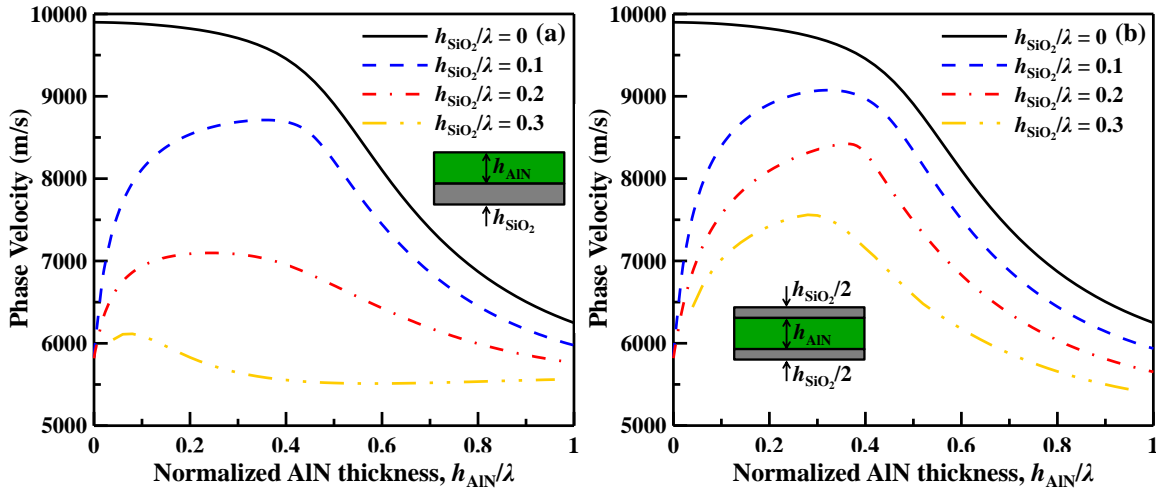 10000
9000
8000
7000
6000
5000
Phase Velocity (m/s)
0
0.2
0.4
0.6
0.8
1
Normalized AlN thickness, hAlN/λ
hSiO2/λ = 0
(a)
hSiO2/λ = 0.1
hSiO2/λ = 0.2
hSiO2/λ = 0.3
hAlN
hSiO2
10000
9000
8000
7000
6000
5000
Phase Velocity (m/s)
0
0.2
0.4
0.6
0.8
1
Normalized AlN thickness, hAlN/λ
hSiO2/λ = 0
(b)
hSiO2/λ = 0.1
hSiO2/λ = 0.2
hSiO2/λ = 0.3
hSiO2/2
hAlN
hSiO2/2